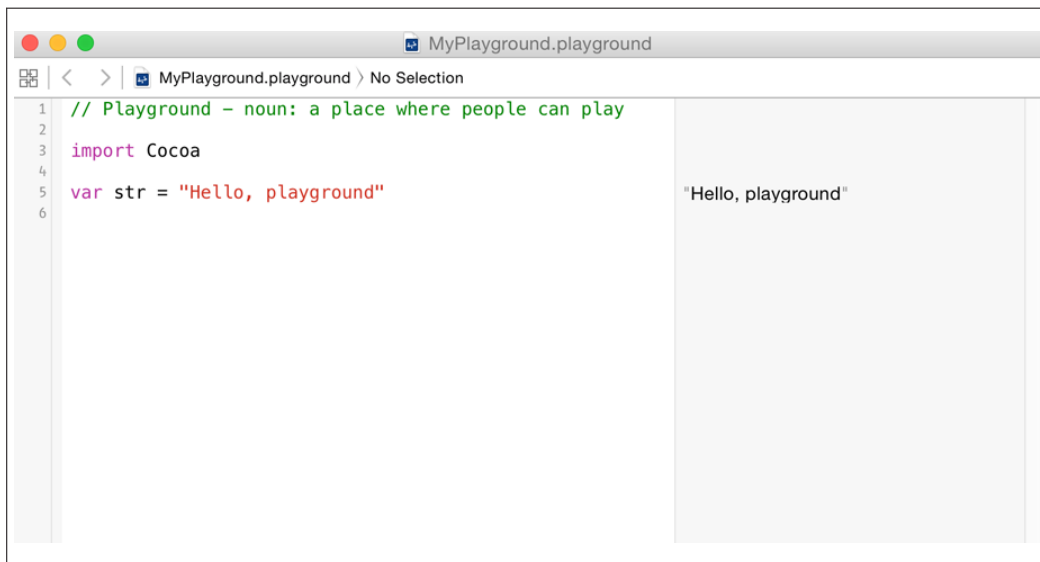 MyPlayground.playground
MyPlayground.playground 〉 No Selection
1 // Playground – noun: a place where people can play
2
3 import Cocoa
4
5 var str = "Hello, playground" "Hello, playground"
6